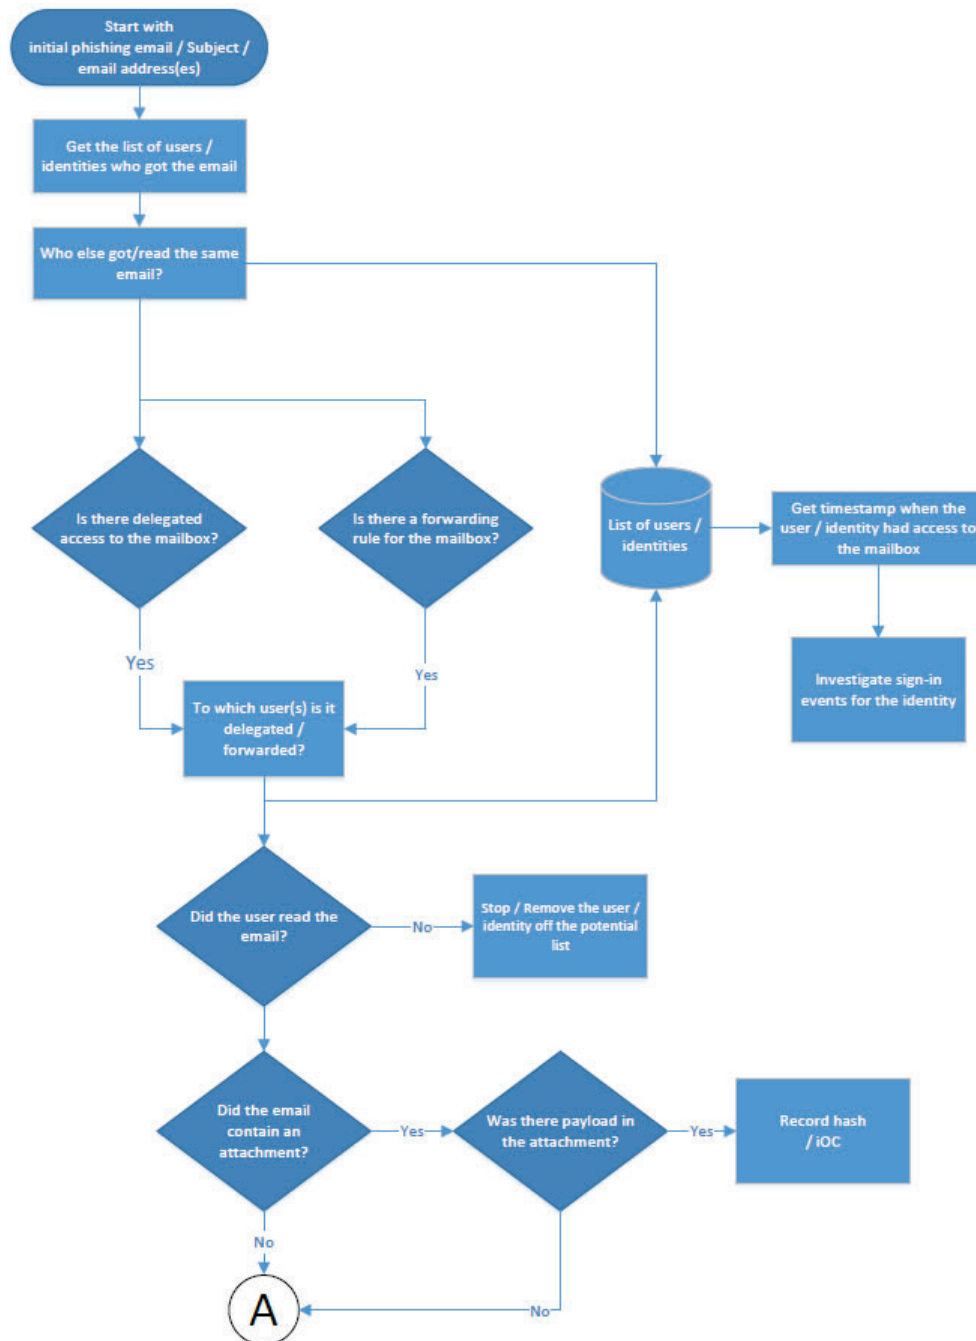 Start with
initial phishing email / Subject /
email address(es)
Get the list of users /
identities who got the email
Who else got/read the same
email?
Is there delegated
access to the mailbox?
Is there a forwarding
rule for the mailbox?
List of users /
identities
Get timestamp when the
user / identity had access to
the mailbox
Yes
Yes
Investigate sign-in
events for the identity
To which user(s) is it
delegated /
forwarded?
Did the user read the
email?
No
Stop / Remove the user /
identity off the potential
list
Did the email
contain an
attachment?
Yes
Was there payload in
the attachment?
Yes
Record hash
/ iOC
No
A
No